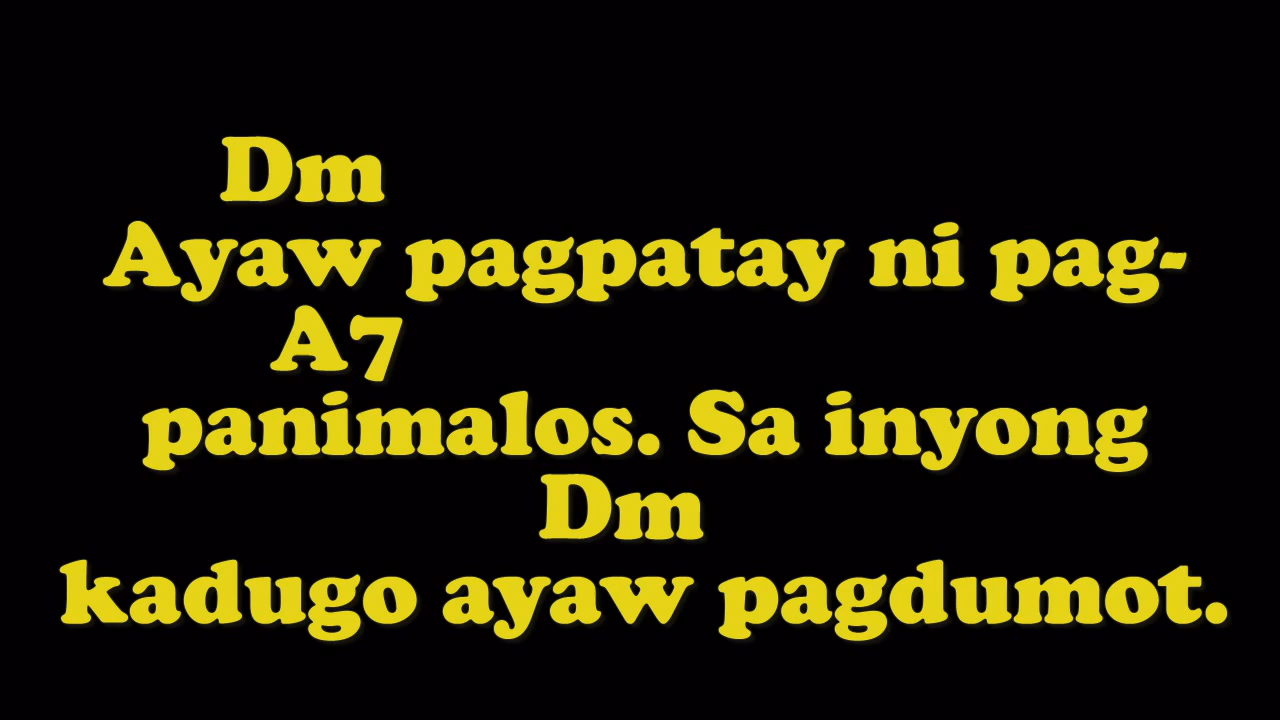 Dm
Ayaw pagpatay ni pag-
A7
panimalos. Sa inyong
Dm
kadugo ayaw pagdumot.